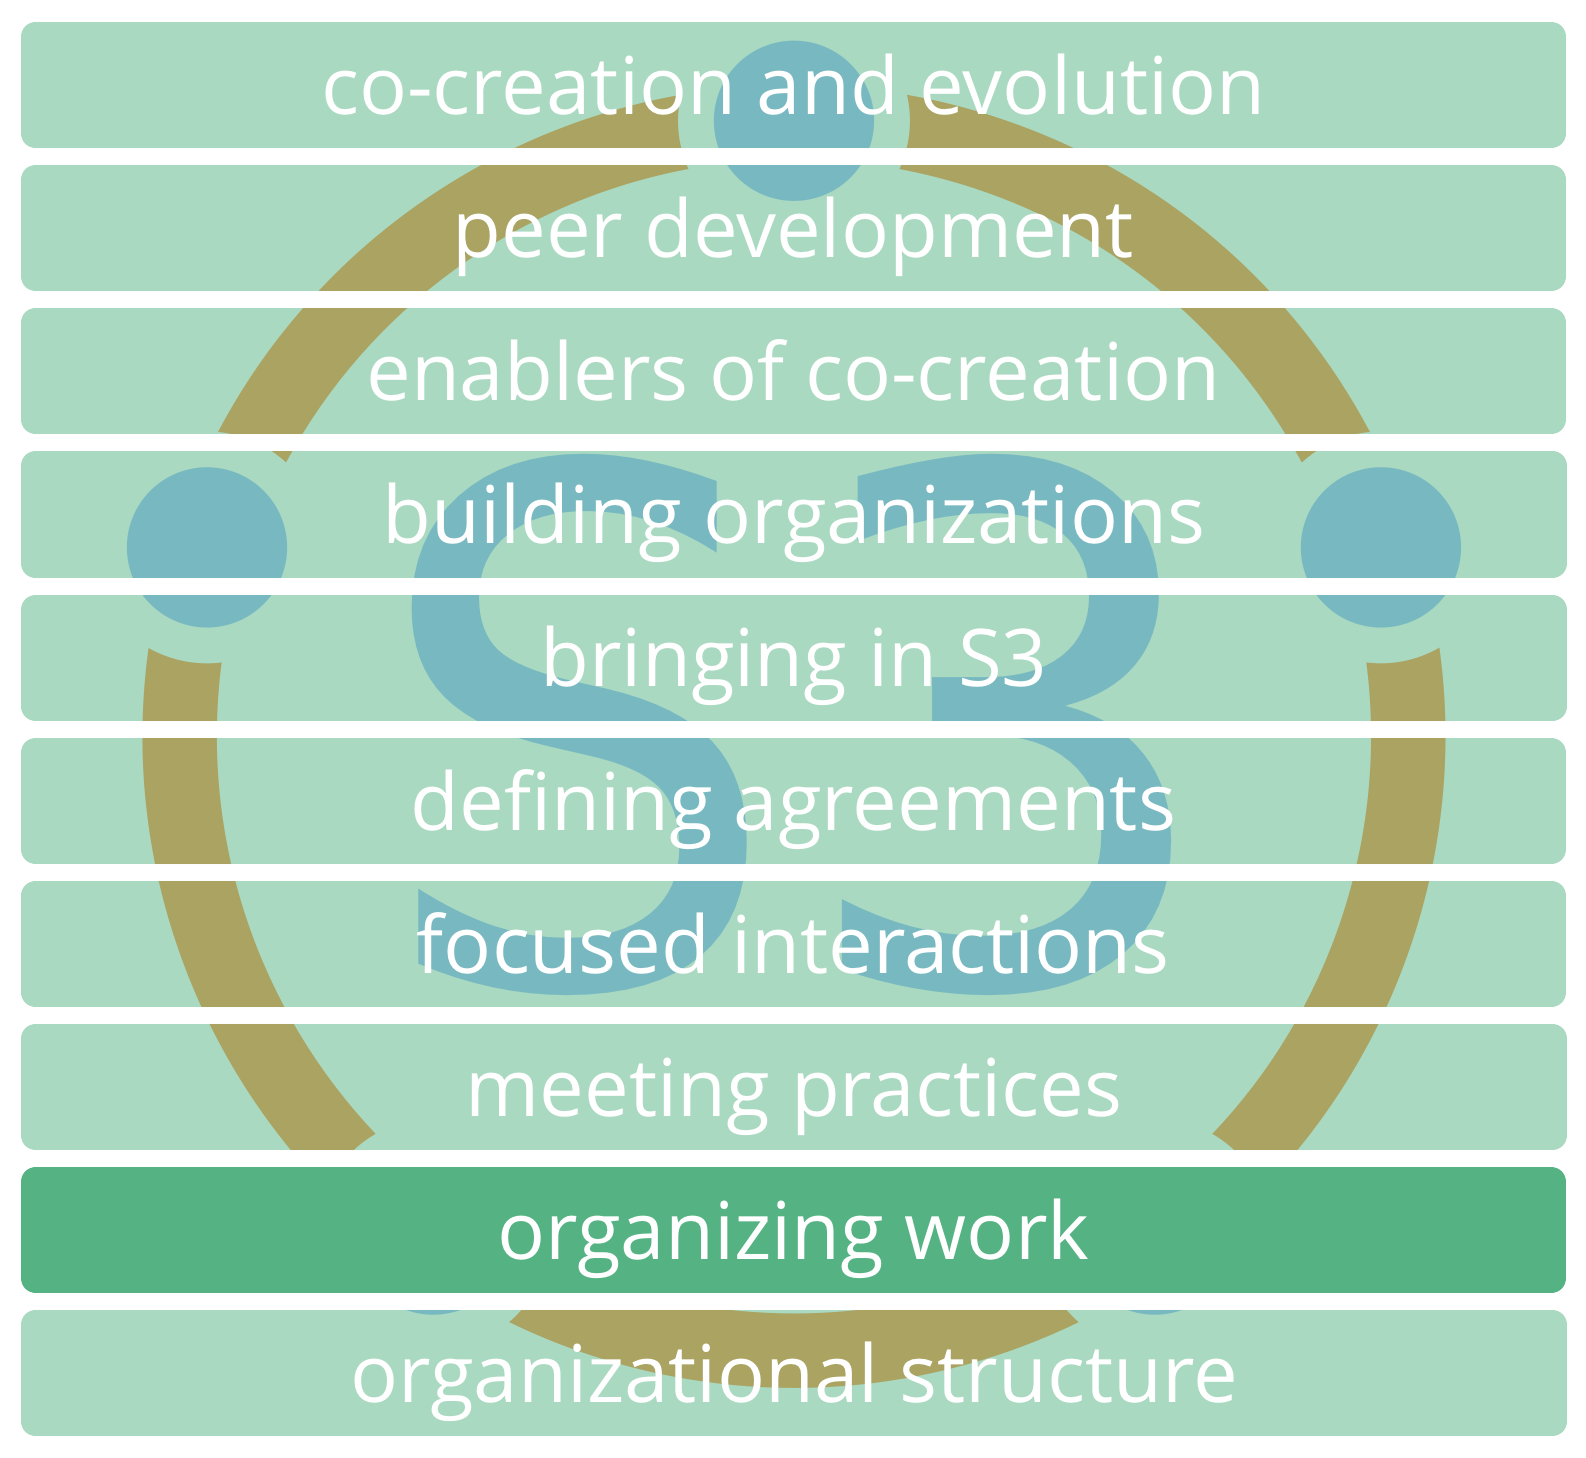 co-creation and evolution
peer development
enablers of co-creation
building organizations
bringing in S3
defining agreements
focused interactions
meeting practices
organizing work
organizational structure
S3